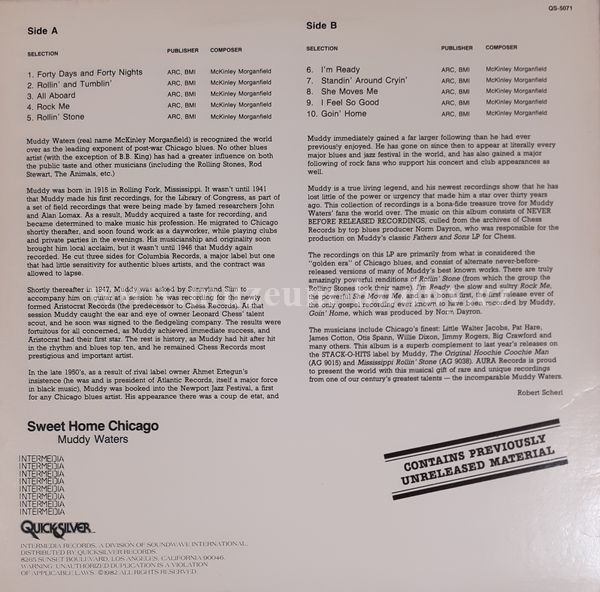 QS-5071
Side A
SELECTION PUBLISHER COMPOSER
1. Forty Days and Forty Nights ARC, BMI McKinley Morganfield
2. Rollin' and Tumblin' ARC, BMI McKinley Morganfield
3. All Aboard ARC, BMI McKinley Morganfield
4. Rock Me ARC, BMI McKinley Morganfield
5. Rollin' Stone ARC, BMI McKinley Morganfield
Muddy Waters (real name McKinley Morganfield) is recognized the world
over as the leading exponent of post-war Chicago blues. No other blues
artist (with the exception of B.B. King) has had a greater influence on both
the public taste and other musicians (including the Rolling Stones, Rod
Stewart, The Animals, etc.)
Muddy was born in 1915 in Rolling Fork, Mississippi. It wasn't until 1941
that Muddy made his first recordings, for the Library of Congress, as part of
a set of field recordings that were being made by famed researchers John
and Alan Lomax. As a result, Muddy acquired a taste for recording, and
became determined to make music his profession. He migrated to Chicago
shortly therafter, and soon found work as a dayworker, while playing clubs
and private parties in the evenings. His musicianship and originality soon
brought him local acclaim, but it wasn't until 1946 that Muddy again
recorded. He cut three sides for Columbia Records, a major label but one
that had little sensitivity for authentic blues artists, and the contract was
allowed to lapse.
Shortly thereafter in 1947, Muddy was asked by Sunnyland Slim to
accompany him on guitar on a session he was recording for the newly
formed Aristocrat Records (the predecessor to Chess Records). At that
session Muddy caught the ear and eye of owner Leonard Chess' talent
scout, and he soon was signed to the fledgeling company. The results were
fortuitous for all concerned, as Muddy achieved immediate success, and
Aristocrat had their first star. The rest is history, as Muddy had hit after hit
in the rhythm and blues top ten, and he remained Chess Records most
prestigious and important artist.
In the late 1950's, as a result of rival label owner Ahmet Ertegun's
insistence (he was and is president of Atlantic Records, itself a major force
in black music), Muddy was booked into the Newport Jazz Festival, a first
for any Chicago blues artist. His appearance there was a coup de etat, and
Side B
SELECTION PUBLISHER COMPOSER
6. I'm Ready ARC, BMI McKinley Morganfield
7. Standin' Around Cryin' ARC, BMI McKinley Morganfield
8. She Moves Me ARC, BMI McKinley Morganfield
9. I Feel So Good ARC, BMI McKinley Morganfield
10. Goin' Home ARC, BMI McKinley Morganfield
Muddy immediately gained a far larger following than he had ever
previously enjoyed. He has gone on since then to appear at literally every
major blues and jazz festival in the world, and has also gained a major
following of rock fans who support his concert and club appearances as
well.
Muddy is a true living legend, and his newest recordings show that he has
lost little of the power or urgency that made him a star over thirty years
ago. This collection of recordings is a bonafide treasure trove for Muddy
Waters' fans the world over. The music on this album consists of NEVER
BEFORE RELEASED RECORDINGS, culled from the archives of Chess
Records by top blues producer Norm Dayron, who was responsible for the
production on Muddy's classic Fathers and Sons LP for Chess.
The recordings on this LP are primarily from what is considered the
"golden era" of Chicago blues, and consist of alternate never-before-
released versions of many of Muddy's best known works. There are truly
amazingly powerful renditions of Rollin' Stone (from which the group the
Rolling Stones took their name), I'm Ready, the slow and sultry Rock Me,
the powerful She Moves Me, and as a bonus first, the first release ever of
the only gospel recording ever known to have been recorded by Muddy,
Goin' Home, which was produced by Norm Dayron.
The musicians include Chicago's finest: Little Walter Jacobs, Pat Hare,
James Cotton, Otis Spann, Willie Dixon, Jimmy Rogers, Big Crawford and
many others. This album is a superb complement to last year's releases on
the STACK-O-HITS label by Muddy, The Original Hoochie Coochie Man
(AG 9015) and Mississippi Rollin' Stone (AG 9038). AURA Records is proud
to present the world with this musical gift of rare and unique recordings
from one of our century's greatest talents — the incomparable Muddy Waters.
Robert Scherl
Sweet Home Chicago
Muddy Waters
CONTAINS PREVIOUSLY
UNRELEASED MATERIAL
INTERMEDIA
INTERMEDIA
INTERMEDIA
INTERMEDIA
INTERMEDIA
INTERMEDIA
INTERMEDIA
QUICKSILVER
INTERMEDIA RECORDS, A DIVISION OF SOUNDWAVE INTERNATIONAL,
DISTRIBUTED BY QUICKSILVER RECORDS
8265 SUNSET BOULEVARD, LOS ANGELES, CALIFORNIA 90046.
WARNING: UNAUTHORIZED DUPLICATION IS A VIOLATION
OF APPLICABLE LAWS. ©1982 ALL RIGHTS RESERVED.